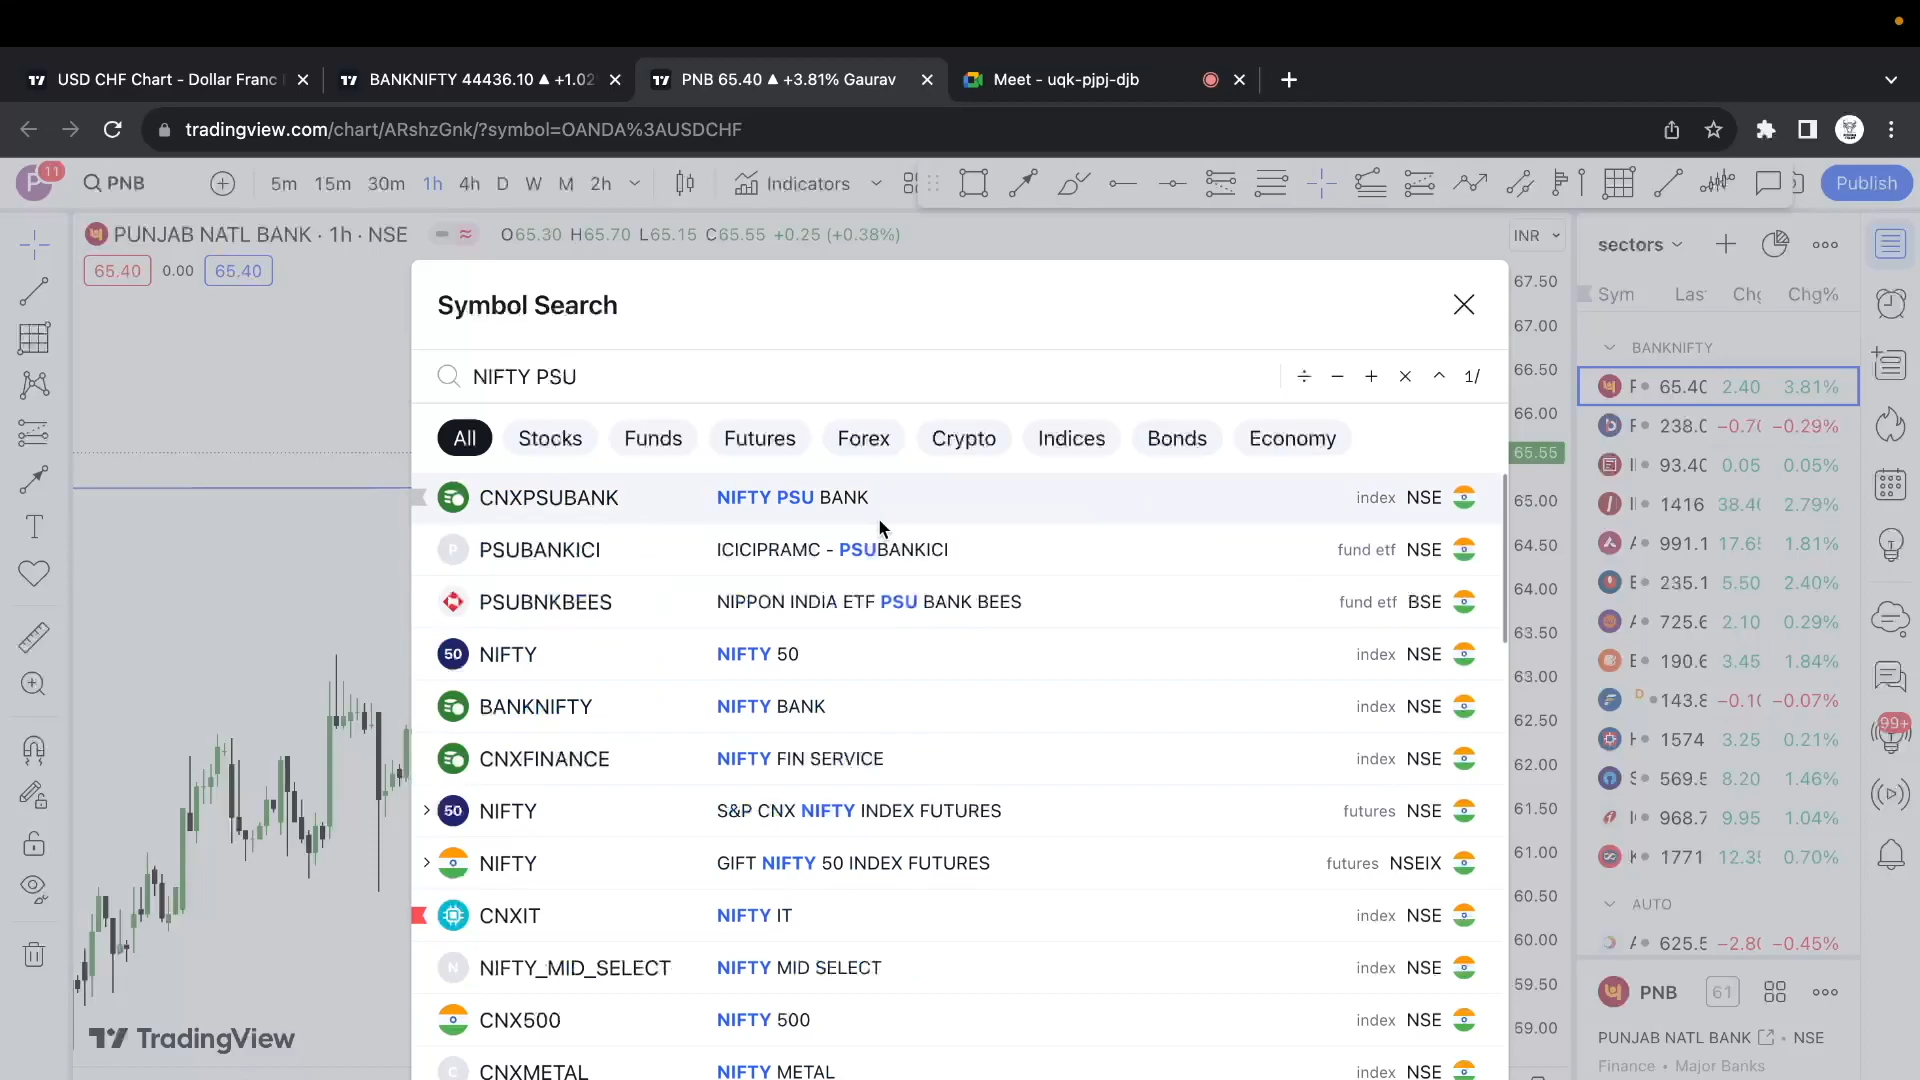 USD CHF Chart - Dollar Franc
BANKNIFTY 44436.10 ▲ +1.02
PNB 65.40 ▲ +3.81% Gaurav
Meet - uqk-pjpj-djb
tradingview.com/chart/ARshzGnk/?symbol=OANDA%3AUSDCHF
P 11
PNB
5m 15m 30m 1h 4h D W M 2h
Indicators
Publish
PUNJAB NATL BANK · 1h · NSE
O65.30 H65.70 L65.15 C65.55 +0.25 (+0.38%)
65.40 0.00 65.40
INR
sectors
Sym Las Chg Chg%
Symbol Search
NIFTY PSU
÷ − + × ^ 1/
All Stocks Funds Futures Forex Crypto Indices Bonds Economy
CNXPSUBANK NIFTY PSU BANK index NSE
PSUBANKICI ICICIPRAMC - PSUBANKICI fund etf NSE
PSUBNKBEES NIPPON INDIA ETF PSU BANK BEES fund etf BSE
50 NIFTY NIFTY 50 index NSE
BANKNIFTY NIFTY BANK index NSE
CNXFINANCE NIFTY FIN SERVICE index NSE
50 NIFTY S&P CNX NIFTY INDEX FUTURES futures NSE
NIFTY GIFT NIFTY 50 INDEX FUTURES futures NSEIX
CNXIT NIFTY IT index NSE
N NIFTY_MID_SELECT NIFTY MID SELECT index NSE
CNX500 NIFTY 500 index NSE
C CNXMETAL NIFTY METAL index NSE
67.50
67.00
66.50
66.00
65.55
65.00
64.50
64.00
63.50
63.00
62.50
62.00
61.50
61.00
60.50
60.00
59.50
59.00
BANKNIFTY
65.40 2.40 3.81%
238.0 −0.70 −0.29%
93.40 0.05 0.05%
1416 38.40 2.79%
991.1 17.65 1.81%
235.1 5.50 2.40%
725.6 2.10 0.29%
190.6 3.45 1.84%
D 143.8 −0.10 −0.07%
1574 3.25 0.21%
569.5 8.20 1.46%
968.7 9.95 1.04%
1771 12.35 0.70%
AUTO
625.5 −2.80 −0.45%
99+
PNB 61
PUNJAB NATL BANK • NSE
Finance • Major Banks
TradingView